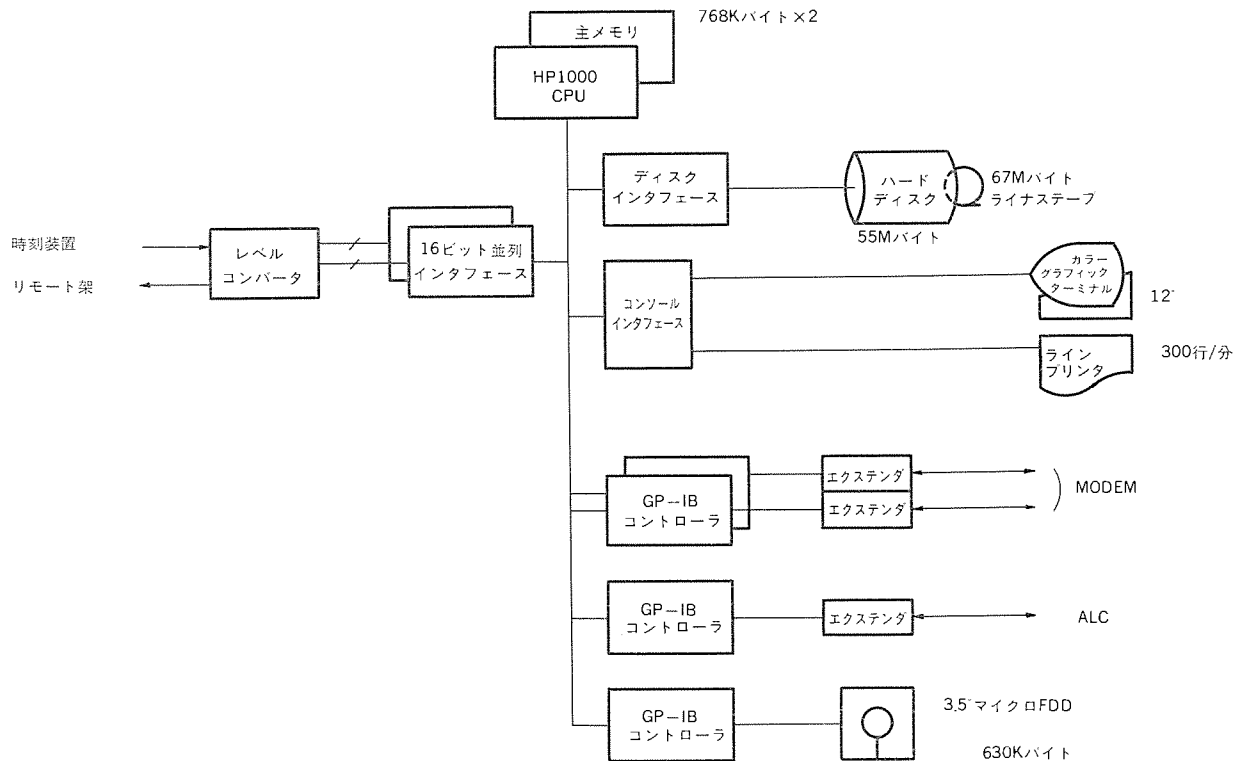 768Kバイト×2
主メモリ
HP1000
CPU
ディスク
インタフェース
ハード
ディスク
67Mバイト
ライナステープ
55Mバイト
時刻装置
リモート架
レベル
コンバータ
16ビット並列
インタフェース
コンソール
インタフェース
カラー
グラフィック
ターミナル
12″
ライン
プリンタ
300行/分
GP-IB
コントローラ
エクステンダ
エクステンダ
MODEM
GP-IB
コントローラ
エクステンダ
ALC
GP-IB
コントローラ
3.5″マイクロFDD
630Kバイト